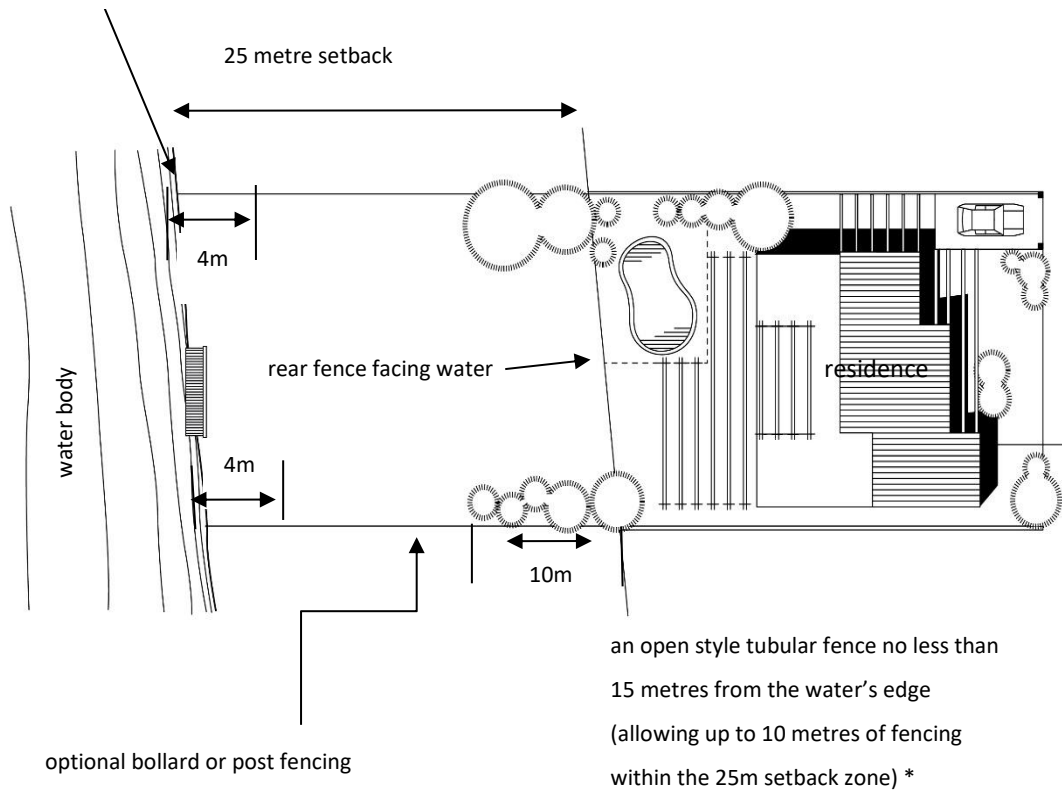 25 metre setback
4m
rear fence facing water
residence
water body
4m
10m
an open style tubular fence no less than
15 metres from the water’s edge
(allowing up to 10 metres of fencing
within the 25m setback zone) *
optional bollard or post fencing